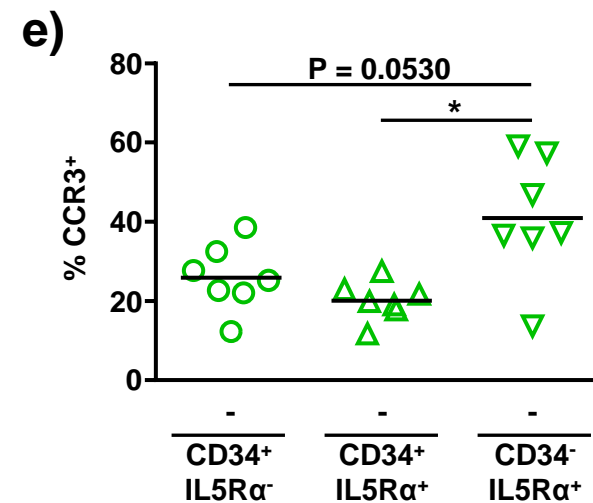 e)
P = 0.0530
*
% CCR3⁺
80
60
40
20
0
- - -
CD34⁺ CD34⁺ CD34⁻
IL5Rα⁻ IL5Rα⁺ IL5Rα⁺